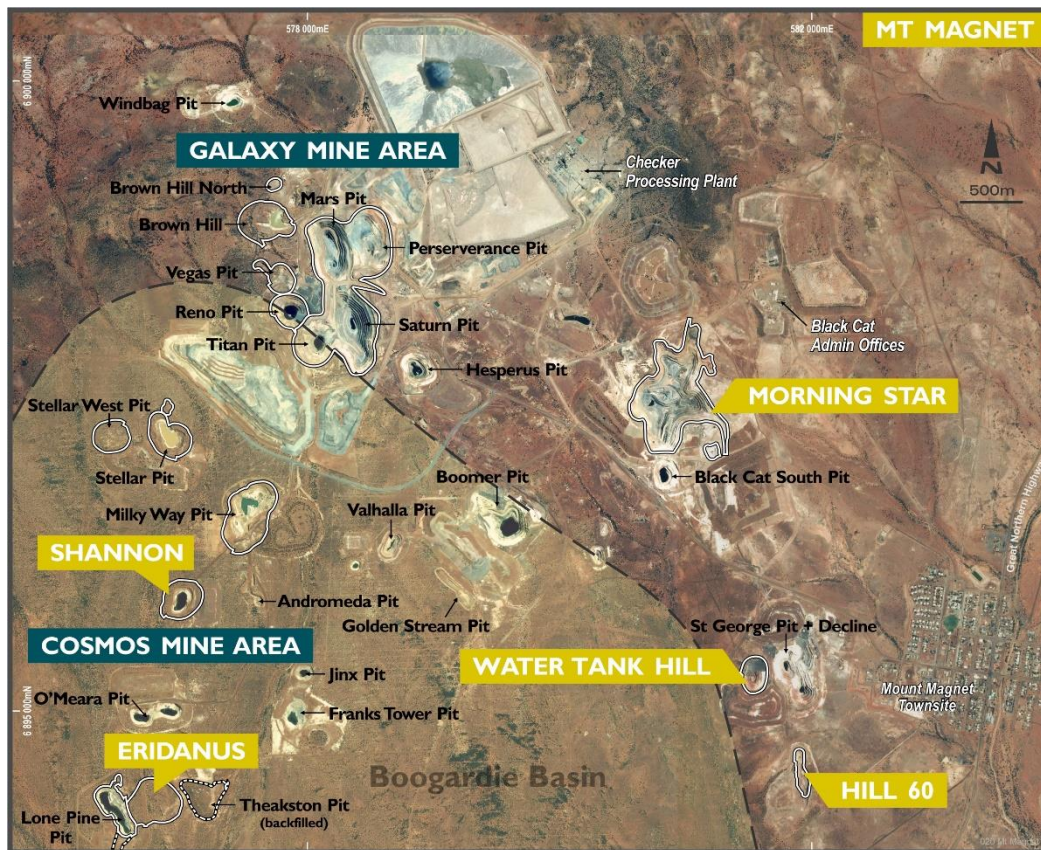 578 000mE
582 000mE
MT MAGNET
6 900 000mN
Windbag Pit
GALAXY MINE AREA
Checker
Processing Plant
N
500m
Brown Hill North
Mars Pit
Brown Hill
Perserverance Pit
Vegas Pit
Reno Pit
Saturn Pit
Titan Pit
Black Cat
Admin Offices
Hesperus Pit
MORNING STAR
Stellar West Pit
Stellar Pit
Boomer Pit
Black Cat South Pit
Milky Way Pit
Valhalla Pit
Great Northern Highway
SHANNON
Andromeda Pit
Golden Stream Pit
St George Pit + Decline
COSMOS MINE AREA
WATER TANK HILL
Jinx Pit
O'Meara Pit
Franks Tower Pit
Mount Magnet
Townsite
6 895 000mN
ERIDANUS
Boogardie Basin
HILL 60
Theakston Pit
(backfilled)
Lone Pine
Pit